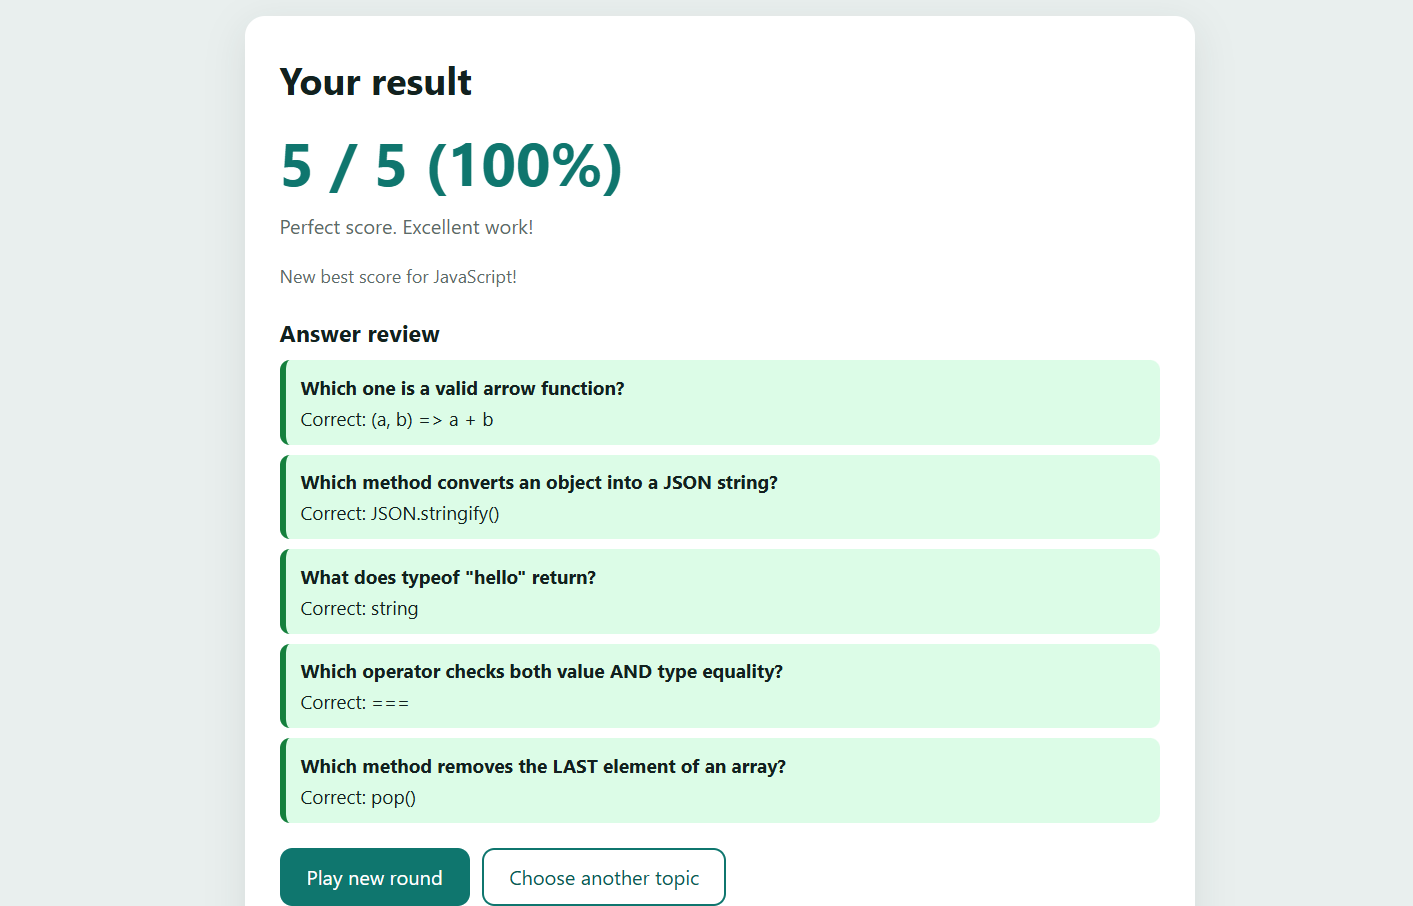 Your result
5 / 5 (100%)
Perfect score. Excellent work!
New best score for JavaScript!
Answer review
Which one is a valid arrow function?
Correct: (a, b) => a + b
Which method converts an object into a JSON string?
Correct: JSON.stringify()
What does typeof "hello" return?
Correct: string
Which operator checks both value AND type equality?
Correct: ===
Which method removes the LAST element of an array?
Correct: pop()
Play new round
Choose another topic